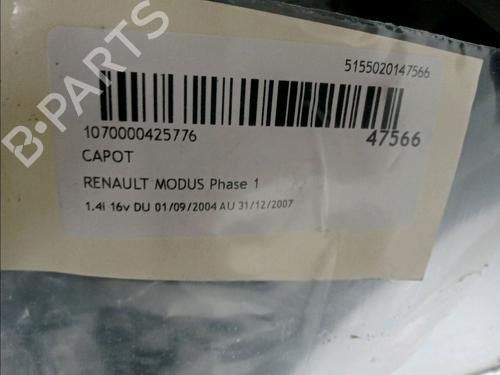 B-PARTS
5155020147566
1070000425776
47566
CAPOT
RENAULT MODUS Phase 1
1.4i 16v DU 01/09/2004 AU 31/12/2007